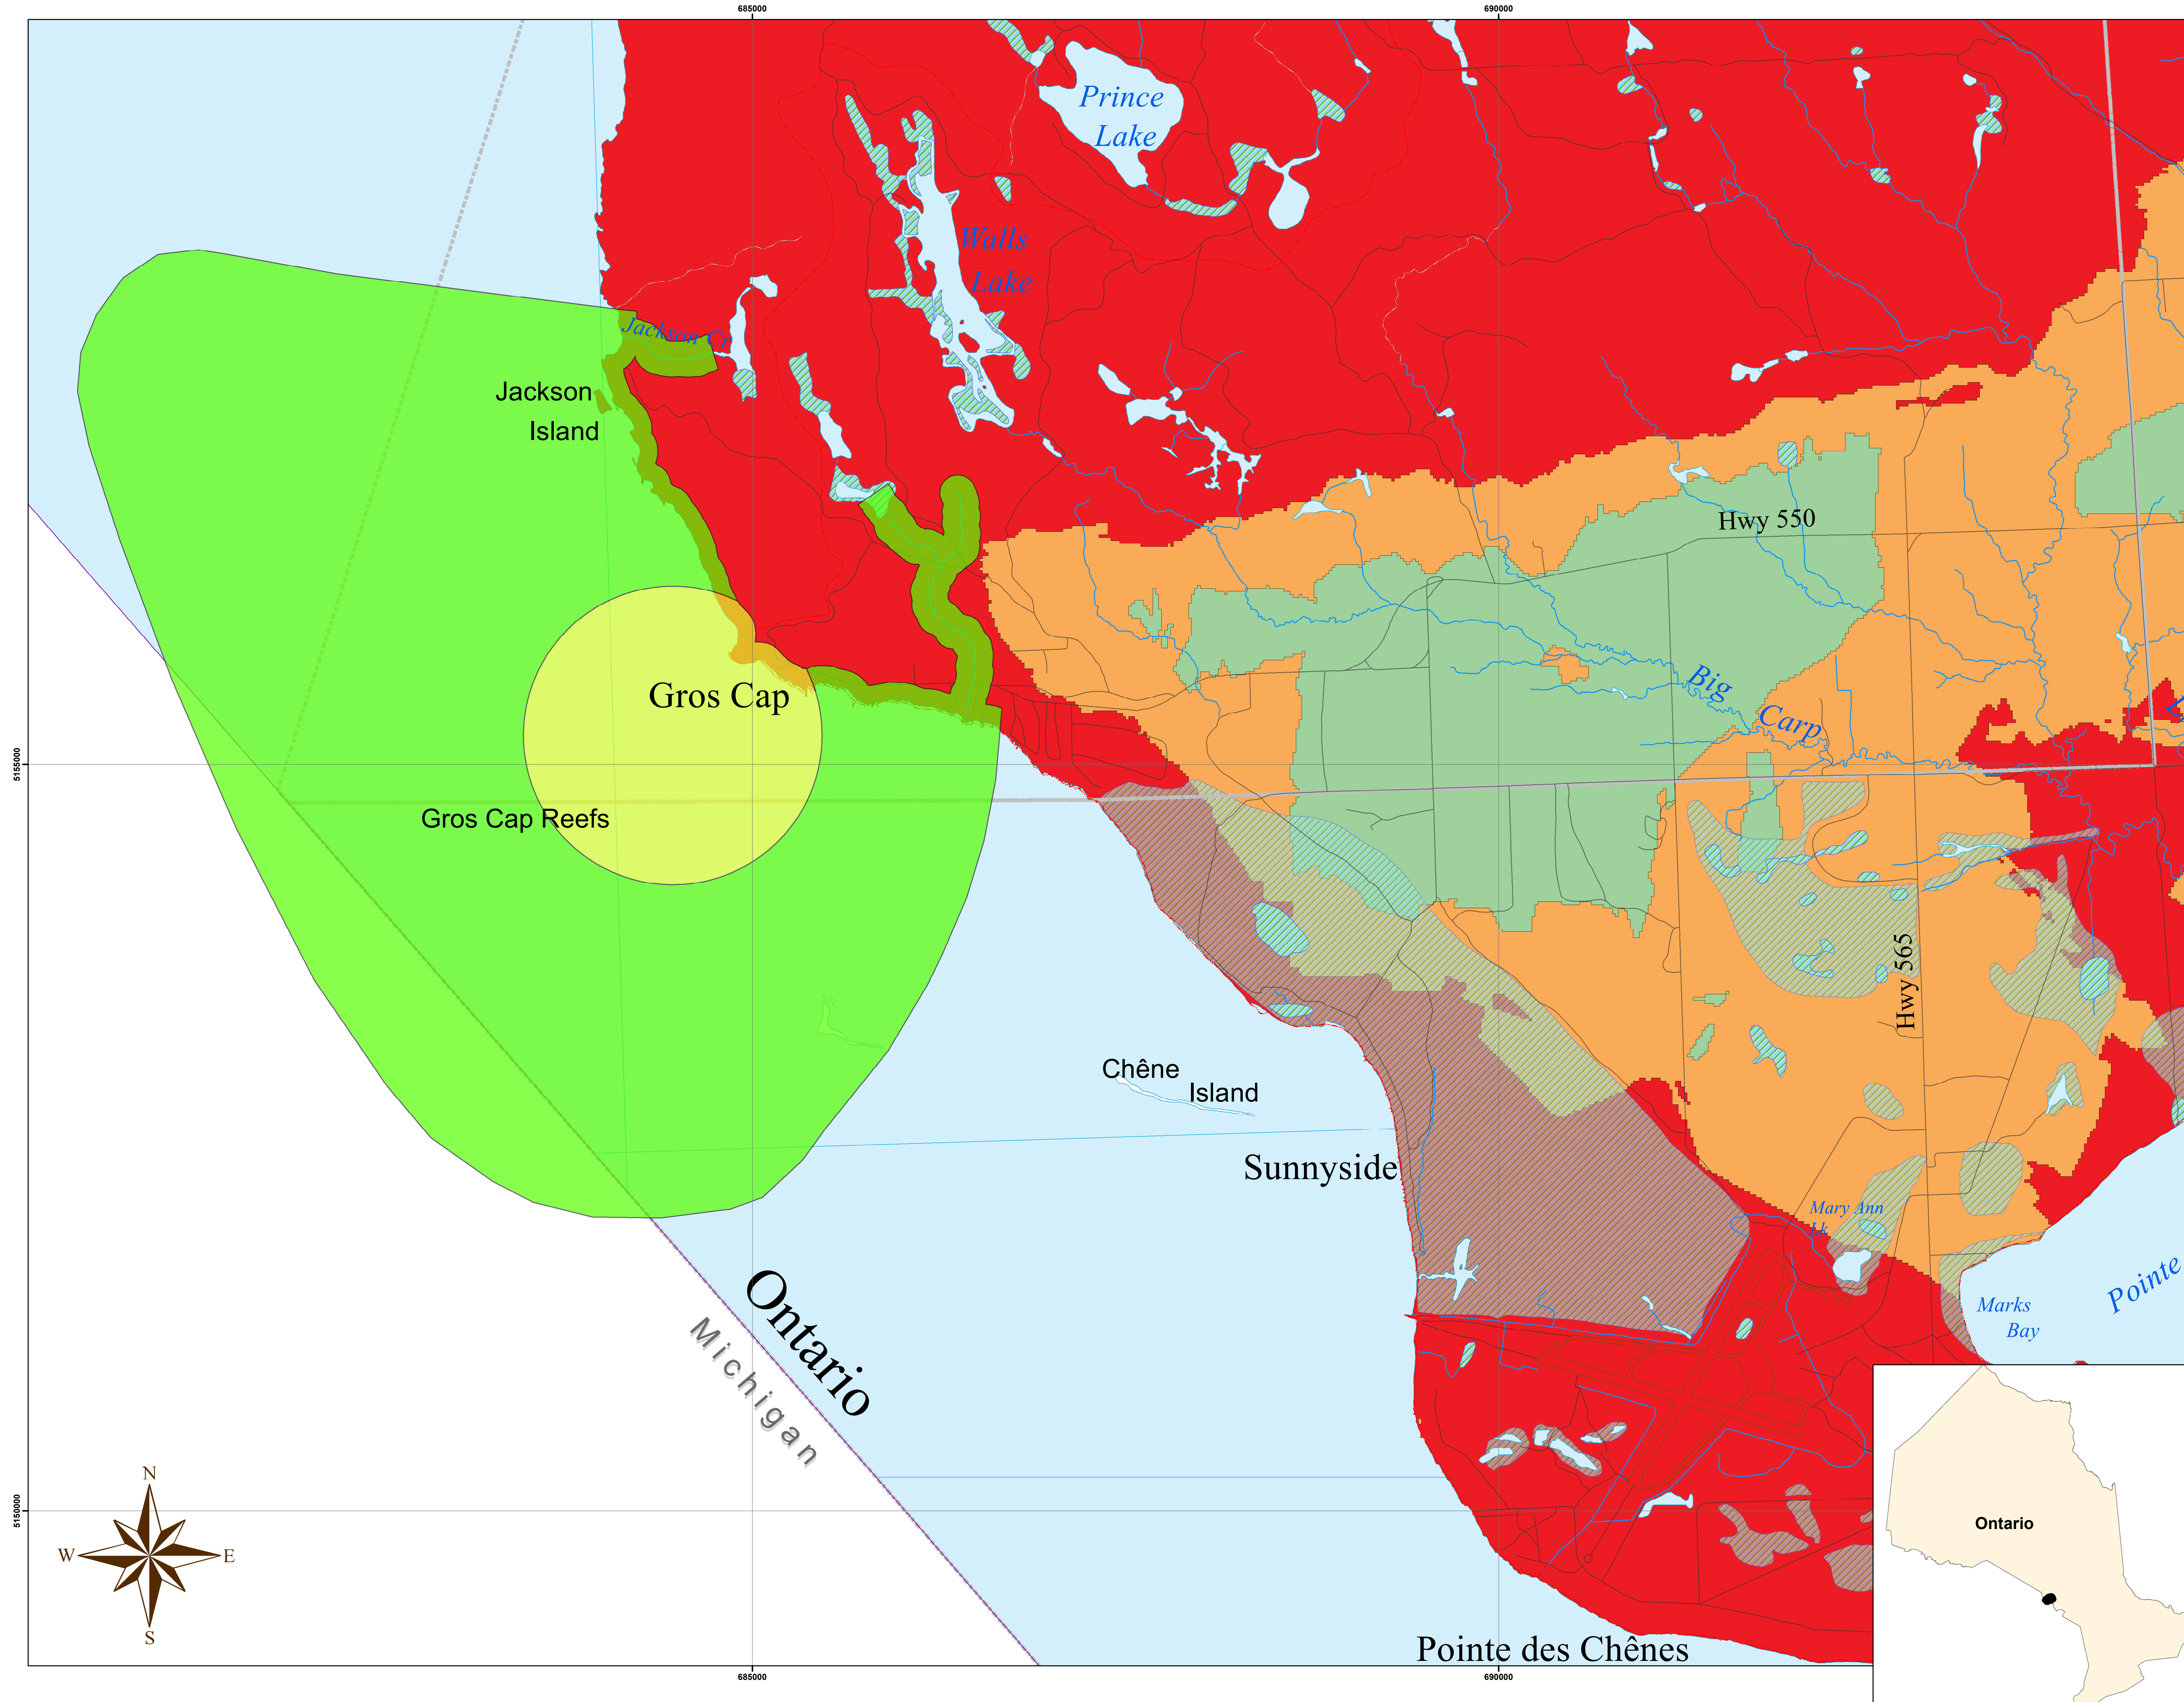 685000
690000
Prince
Lake
Walls
Lake
Jackson Cr
Jackson
Island
Hwy 550
Big
Carp
Gros Cap
5155000
Gros Cap Reefs
Hwy 565
Chêne
Island
Sunnyside
Mary Ann
Lk
Ontario
Michigan
Marks
Bay
Pointe
N
W
E
S
5150000
Ontario
Pointe des Chênes
685000
690000